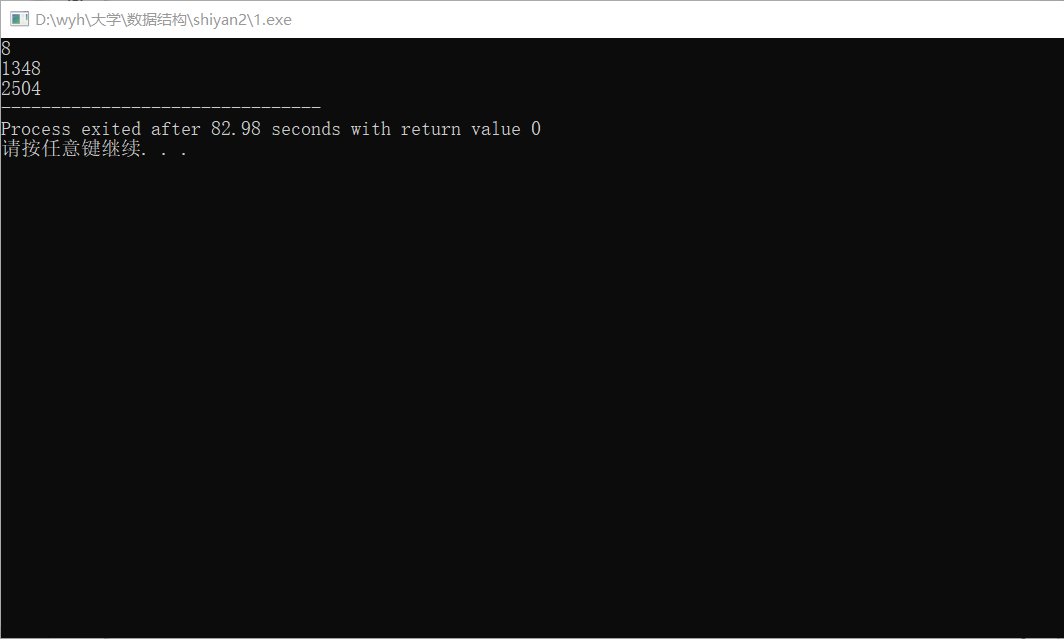 D:\wyh\大学\数据结构\shiyan2\1.exe
8
1348
2504
--------------------------------
Process exited after 82.98 seconds with return value 0
请按任意键继续. . .